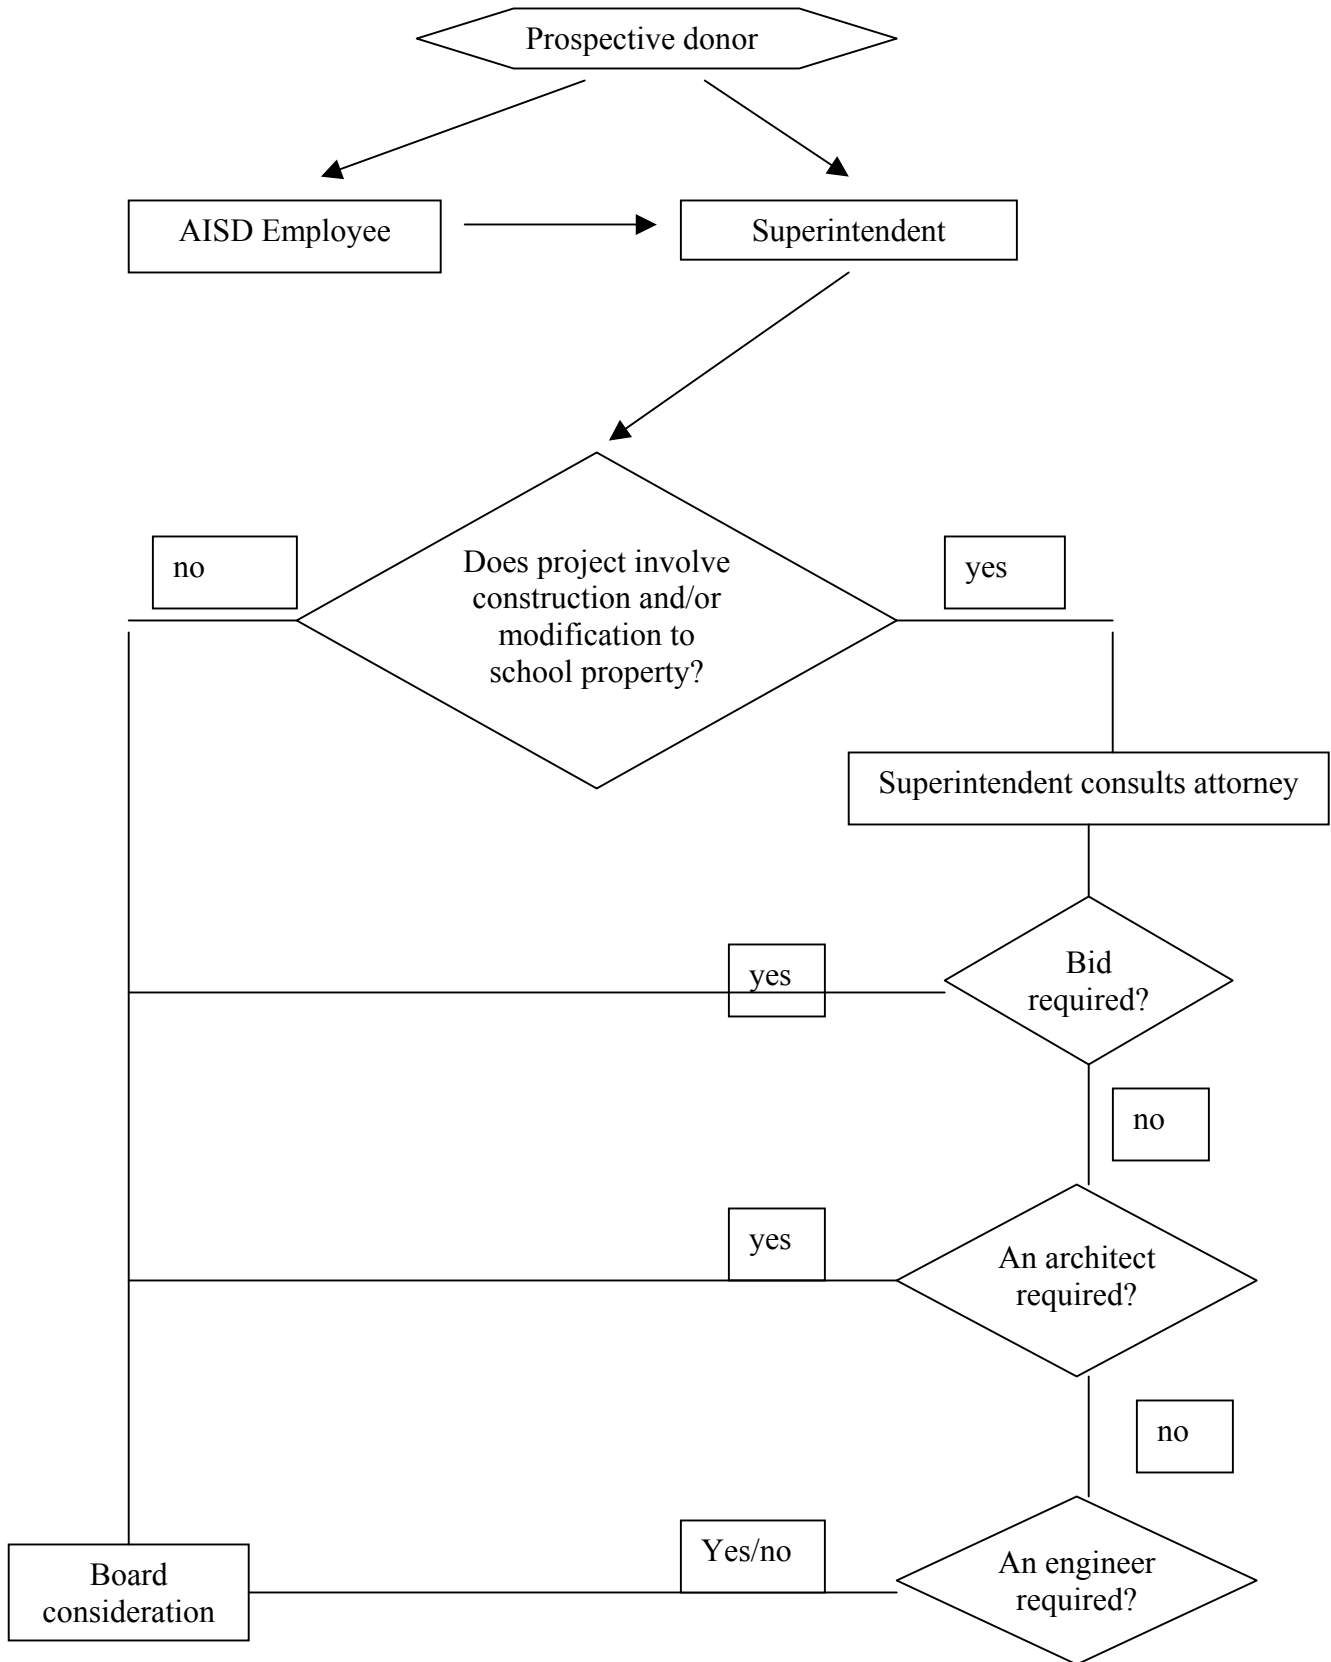 Prospective donor
AISD Employee
Superintendent
no
Does project involve
construction and/or
modification to
school property?
yes
Superintendent consults attorney
yes
Bid
required?
no
yes
An architect
required?
no
Yes/no
An engineer
required?
Board
consideration